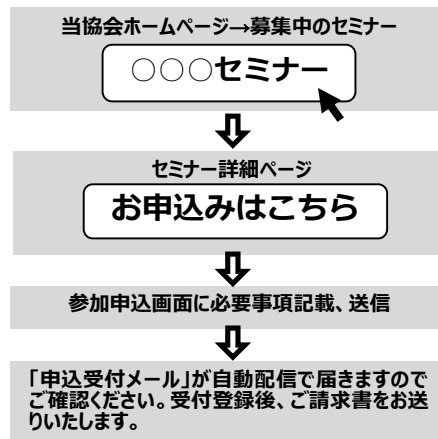 当協会ホームページ→募集中のセミナー
○○○セミナー
セミナー詳細ページ
お申込みはこちら
参加申込画面に必要事項記載、送信
「申込受付メール」が自動配信で届きますので
ご確認ください。受付登録後、ご請求書をお送
りいたします。